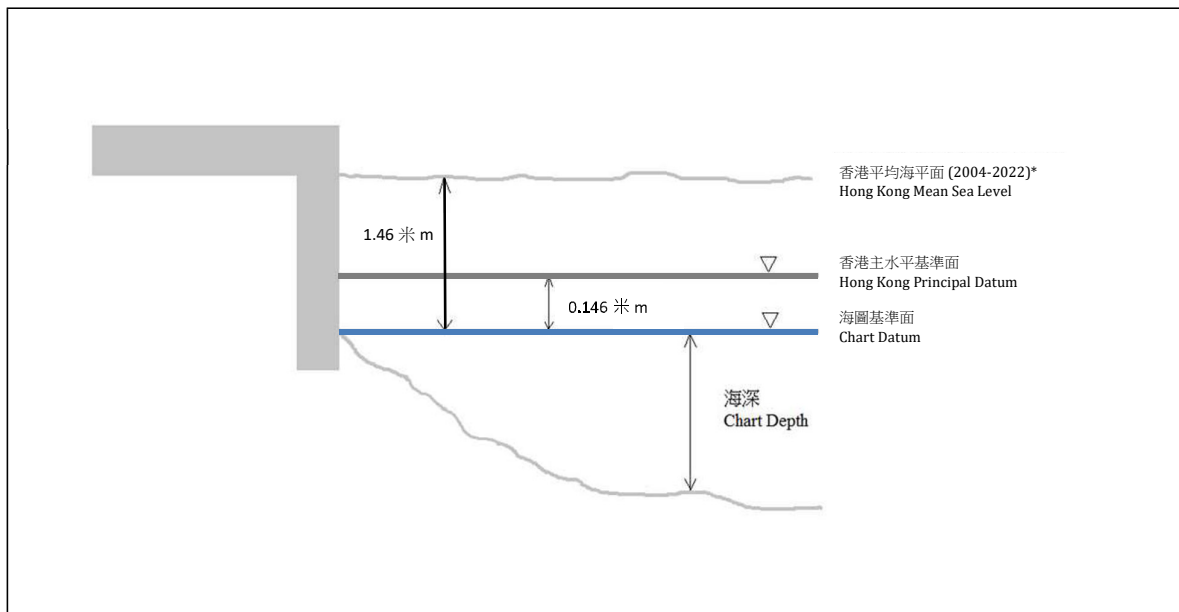 香港平均海平面 (2004-2022)*
Hong Kong Mean Sea Level
1.46 米 m
香港主水平基準面
Hong Kong Principal Datum
0.146 米 m
海圖基準面
Chart Datum
海深
Chart Depth